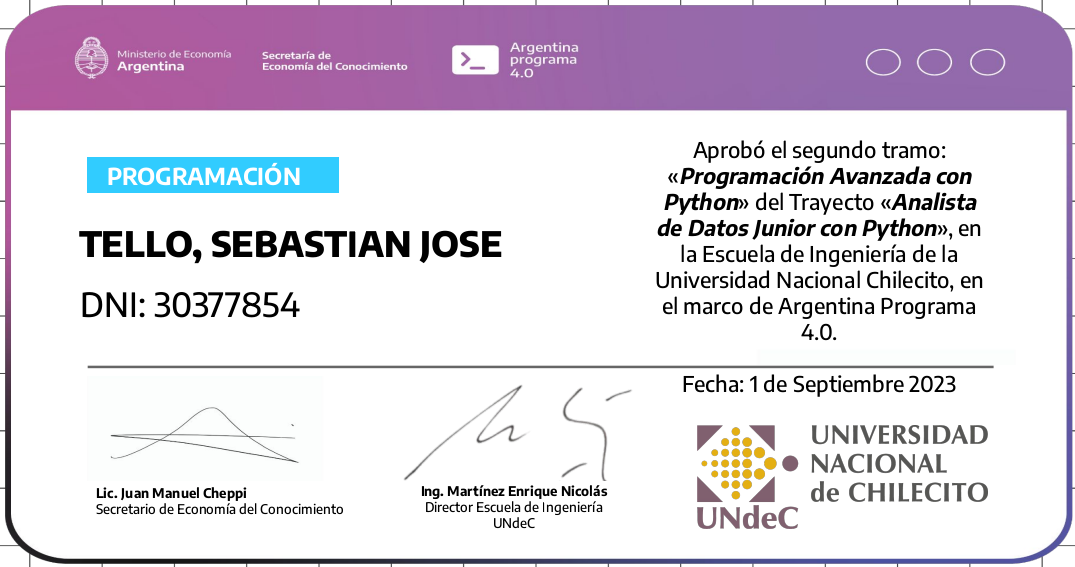 Ministerio de Economía
Argentina
Secretaría de
Economía del Conocimiento
Argentina
programa
4.0
PROGRAMACIÓN
TELLO, SEBASTIAN JOSE
DNI: 30377854
Aprobó el segundo tramo:
«Programación Avanzada con
Python» del Trayecto «Analista
de Datos Junior con Python», en
la Escuela de Ingeniería de la
Universidad Nacional Chilecito, en
el marco de Argentina Programa
4.0.
Fecha: 1 de Septiembre 2023
Lic. Juan Manuel Cheppi
Secretario de Economía del Conocimiento
Ing. Martínez Enrique Nicolás
Director Escuela de Ingeniería
UNdeC
UNIVERSIDAD
NACIONAL
de CHILECITO
UNdeC